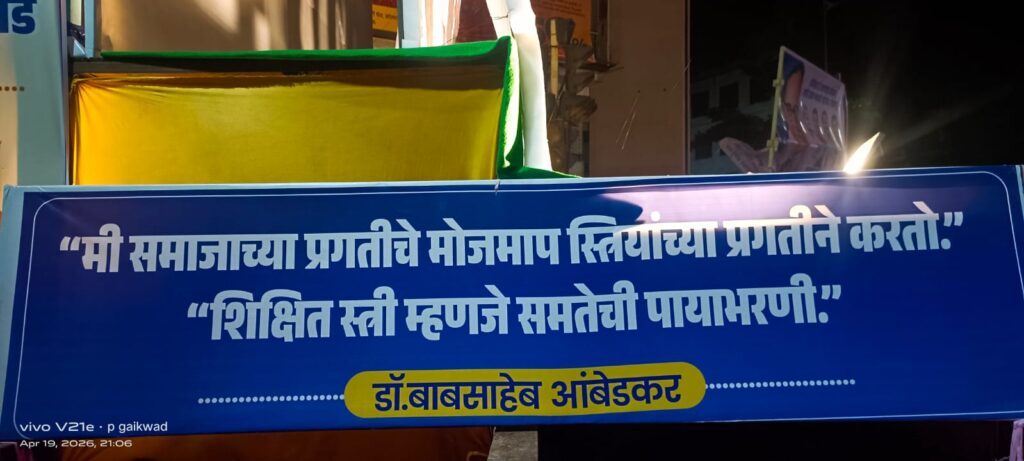 “मी समाजाच्या प्रगतीचे मोजमाप स्त्रियांच्या प्रगतीने करतो.”
“शिक्षित स्त्री म्हणजे समतेची पायाभरणी.”
डॉ.बाबसाहेब आंबेडकर
vivo V21e · p gaikwad
Apr 19, 2026, 21:06